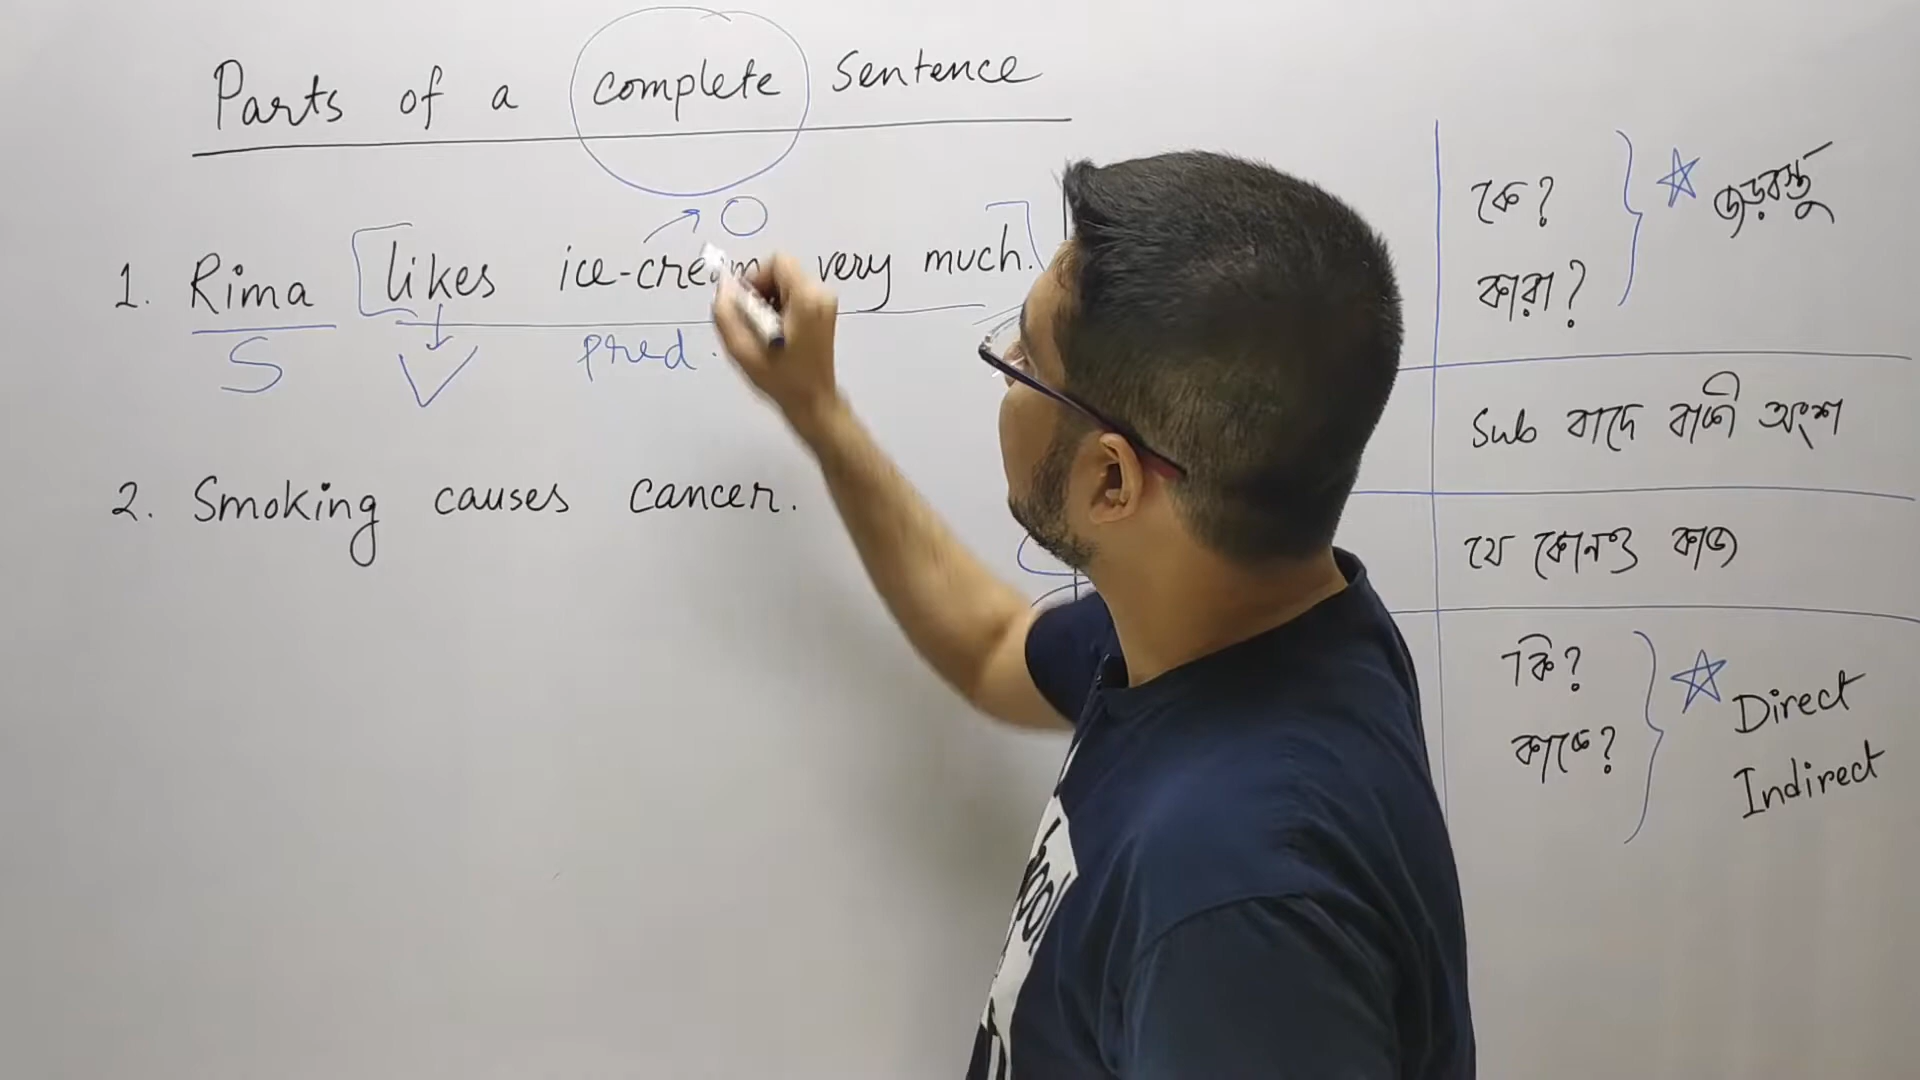 Parts of a complete sentence
O
1. Rima likes ice-cream very much.
S V pred.
2. Smoking causes cancer.
কে?
কারা?
জড়বস্তু
Sub বাদে বাকী অংশ
যে কোনও কাজ
কি?
কাকে?
Direct
Indirect